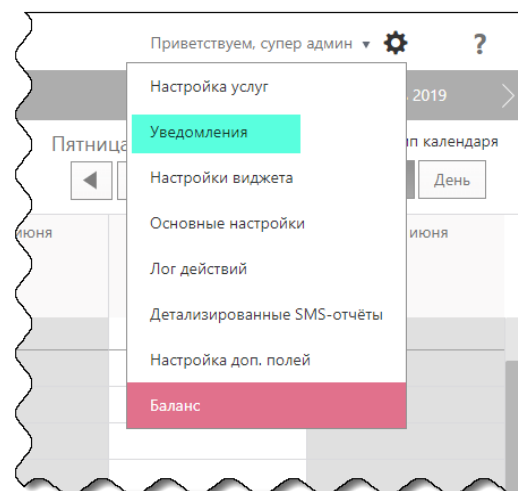 Приветствуем, супер админ ▾ ?
Настройка услуг
2019
Уведомления
Пятница
календаря
Настройки виджета
День
Основные настройки
июня
июня
Лог действий
Детализированные SMS-отчёты
Настройка доп. полей
Баланс